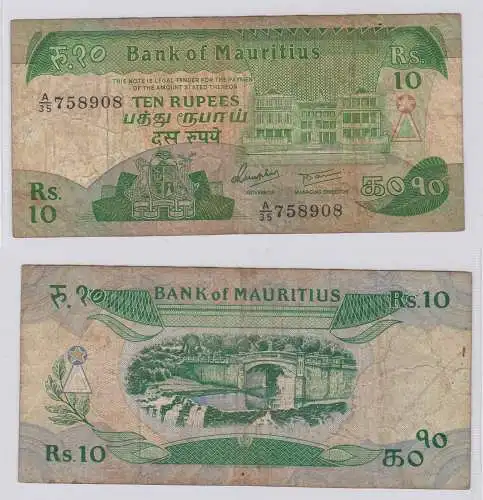 रु.१०
Bank of Mauritius
Rs.
10
THIS NOTE IS LEGAL TENDER FOR THE PAYMENT
OF THE AMOUNT STATED THEREON
A/35 758908
TEN RUPEES
பத்து ரூபாய்
दस रुपये
Rs.
10
GOVERNOR
MANAGING DIRECTOR
A/35 758908
रु.१०
BANK of MAURITIUS
Rs.10
Rs.10